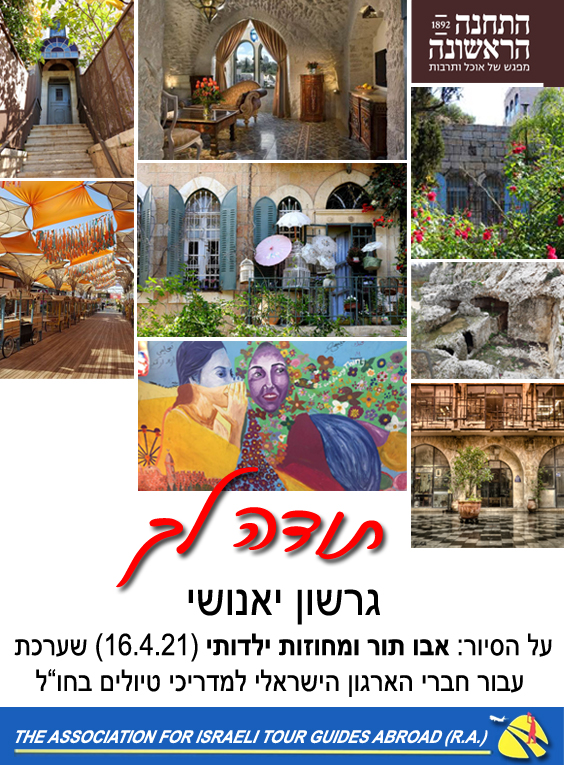 התחנה
1892
הראשונה
מפגש של אוכל ותרבות
תודה לך
גרשון יאנושי
על הסיור: אבו תור ומחוזות ילדותי (16.4.21) שערכת
עבור חברי הארגון הישראלי למדריכי טיולים בחו"ל
THE ASSOCIATION FOR ISRAELI TOUR GUIDES ABROAD (R.A.)